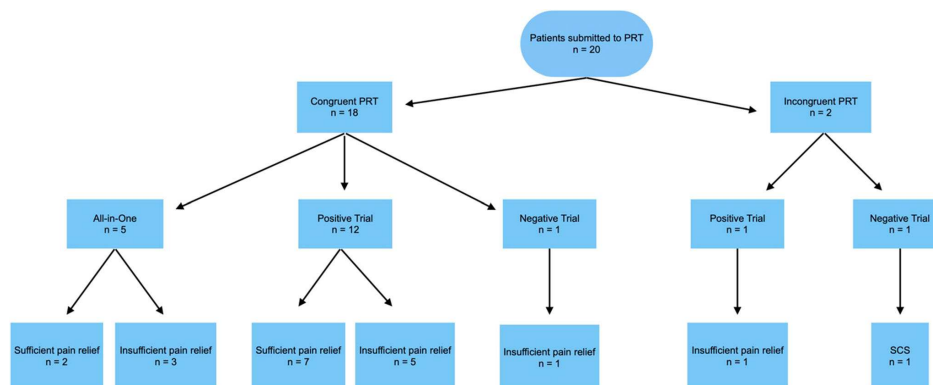 Patients submitted to PRT
n = 20
Congruent PRT
n = 18
Incongruent PRT
n = 2
All-in-One
n = 5
Positive Trial
n = 12
Negative Trial
n = 1
Positive Trial
n = 1
Negative Trial
n = 1
Sufficient pain relief
n = 2
Insufficient pain relief
n = 3
Sufficient pain relief
n = 7
Insufficient pain relief
n = 5
Insufficient pain relief
n = 1
Insufficient pain relief
n = 1
SCS
n = 1